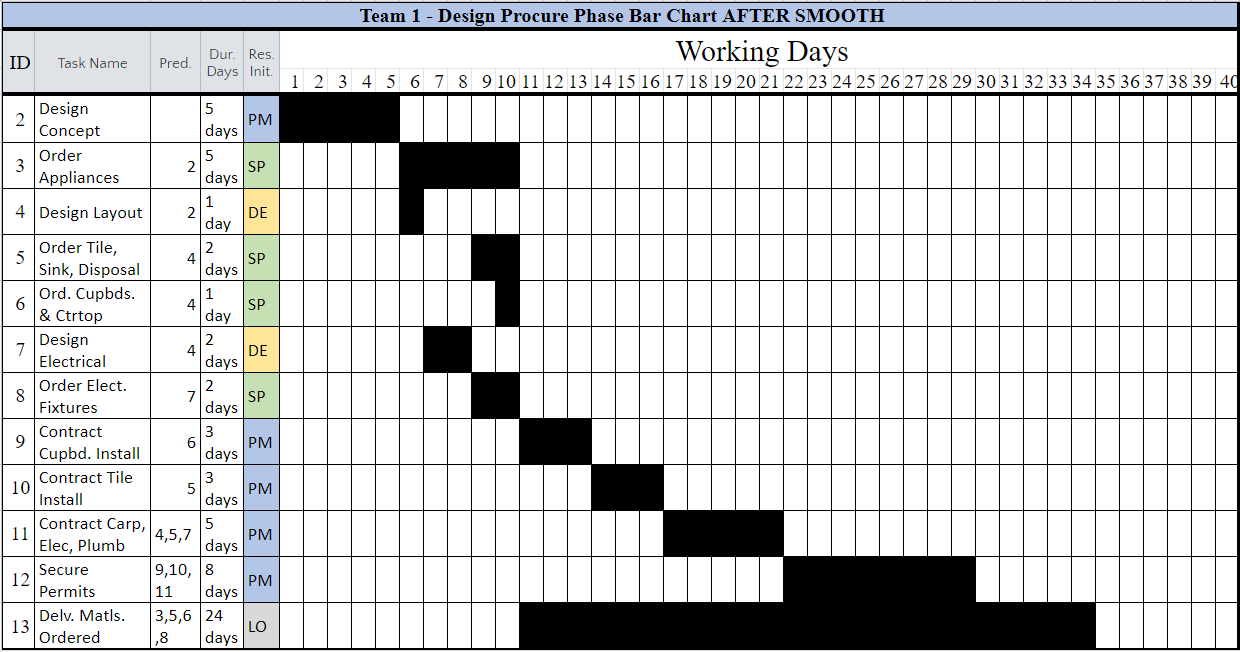 Team 1 - Design Procure Phase Bar Chart AFTER SMOOTH
ID Task Name Pred. Dur. Days Res. Init. Working Days
1 2 3 4 5 6 7 8 9 10 11 12 13 14 15 16 17 18 19 20 21 22 23 24 25 26 27 28 29 30 31 32 33 34 35 36 37 38 39 40
2 Design Concept 5 days PM
3 Order Appliances 2 5 days SP
4 Design Layout 2 1 day DE
5 Order Tile, Sink, Disposal 4 2 days SP
6 Ord. Cupbds. & Ctrtop 4 1 day SP
7 Design Electrical 4 2 days DE
8 Order Elect. Fixtures 7 2 days SP
9 Contract Cupbd. Install 6 3 days PM
10 Contract Tile Install 5 3 days PM
11 Contract Carp, Elec, Plumb 4,5,7 5 days PM
12 Secure Permits 9,10, 11 8 days PM
13 Delv. Matls. Ordered 3,5,6 ,8 24 days LO